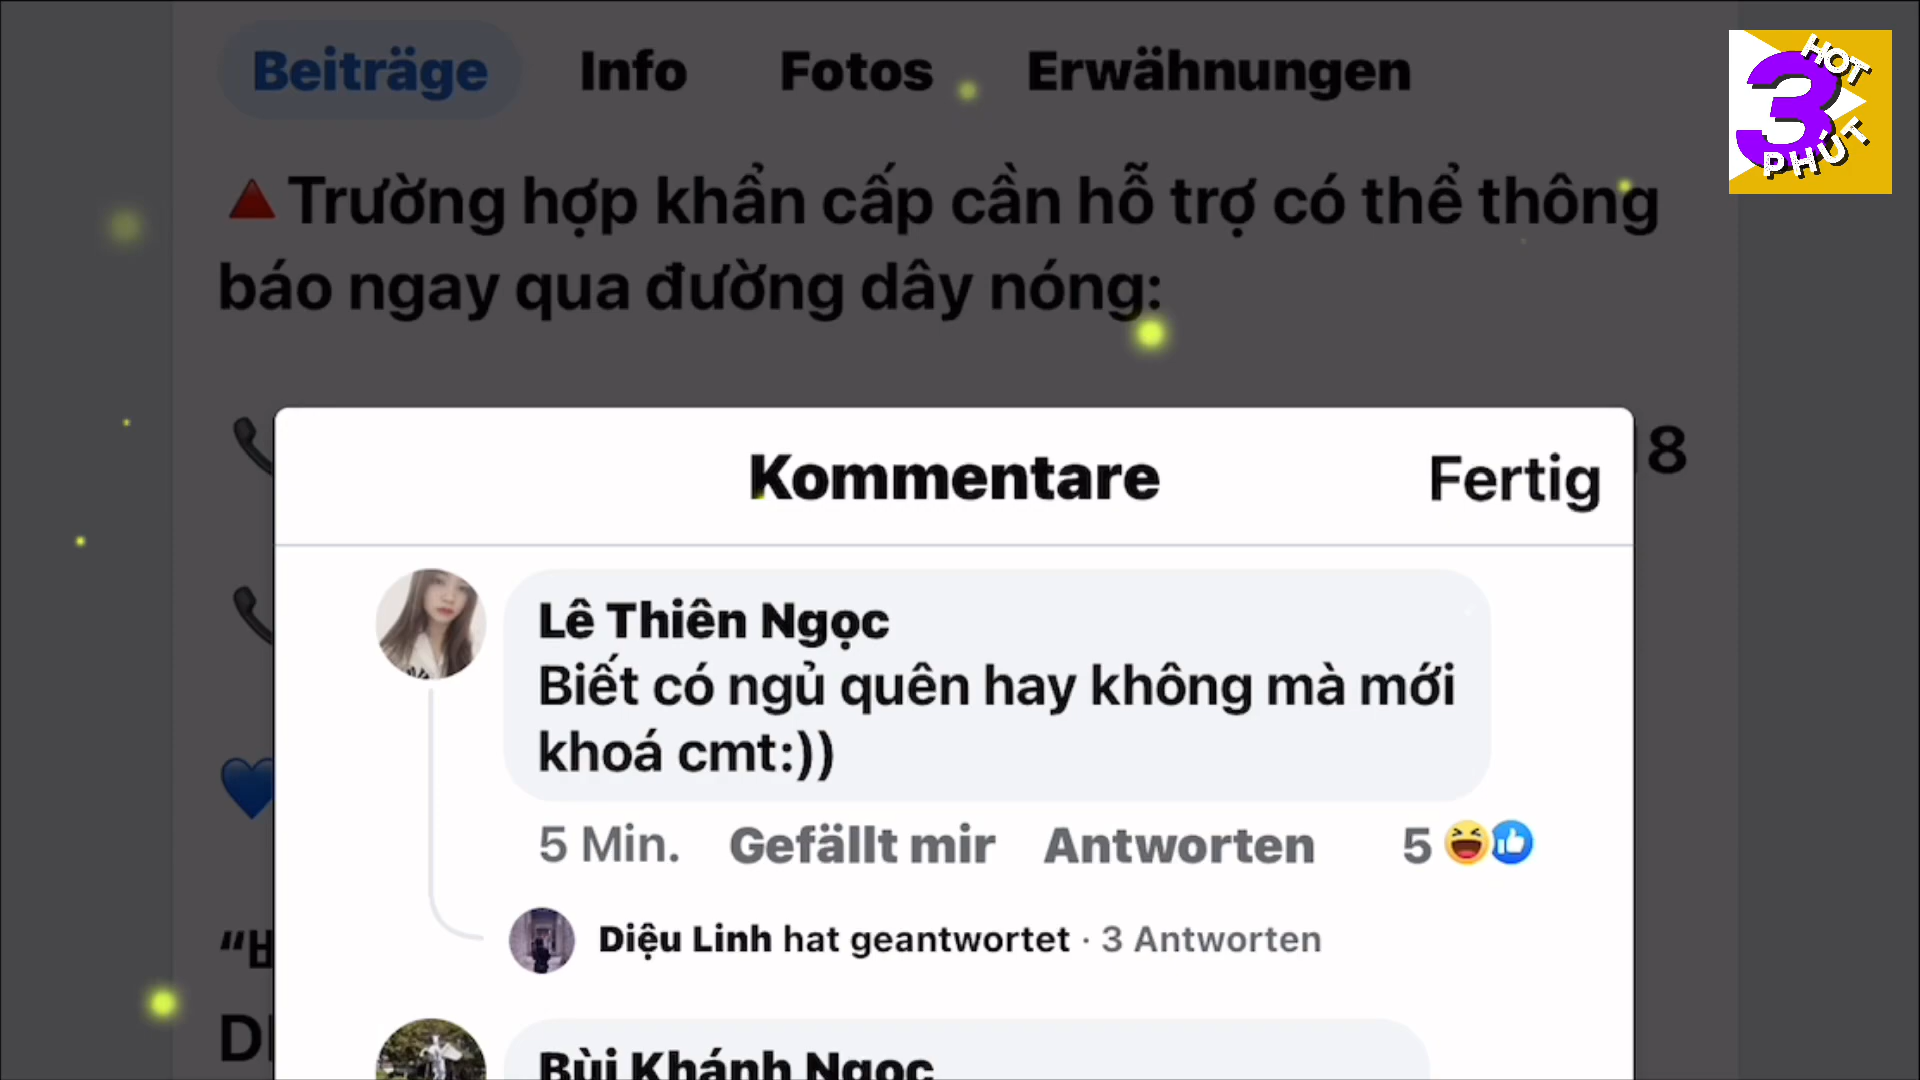 Beiträge Info Fotos Erwähnungen
HOT
3
PHÚT
🔺Trường hợp khẩn cấp cần hỗ trợ có thể thông
báo ngay qua đường dây nóng:
8
Kommentare Fertig
Lê Thiên Ngọc
Biết có ngủ quên hay không mà mới
khoá cmt:))
5 Min. Gefällt mir Antworten 5
Diệu Linh hat geantwortet · 3 Antworten
Bùi Khánh Ngọc